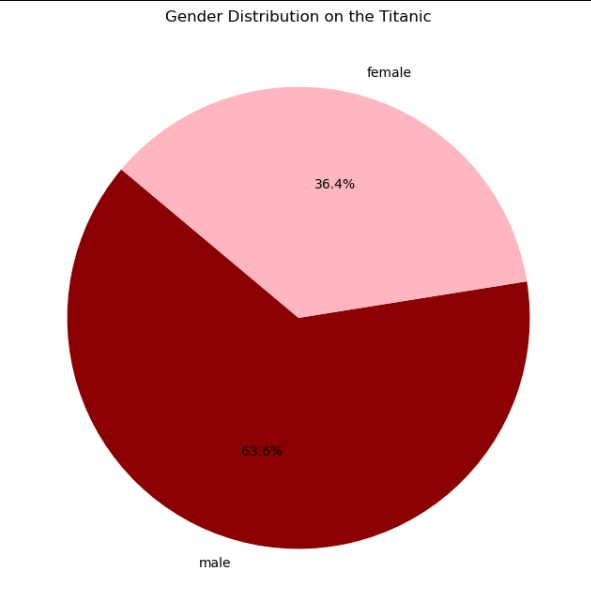 Gender Distribution on the Titanic
female
36.4%
63.6%
male